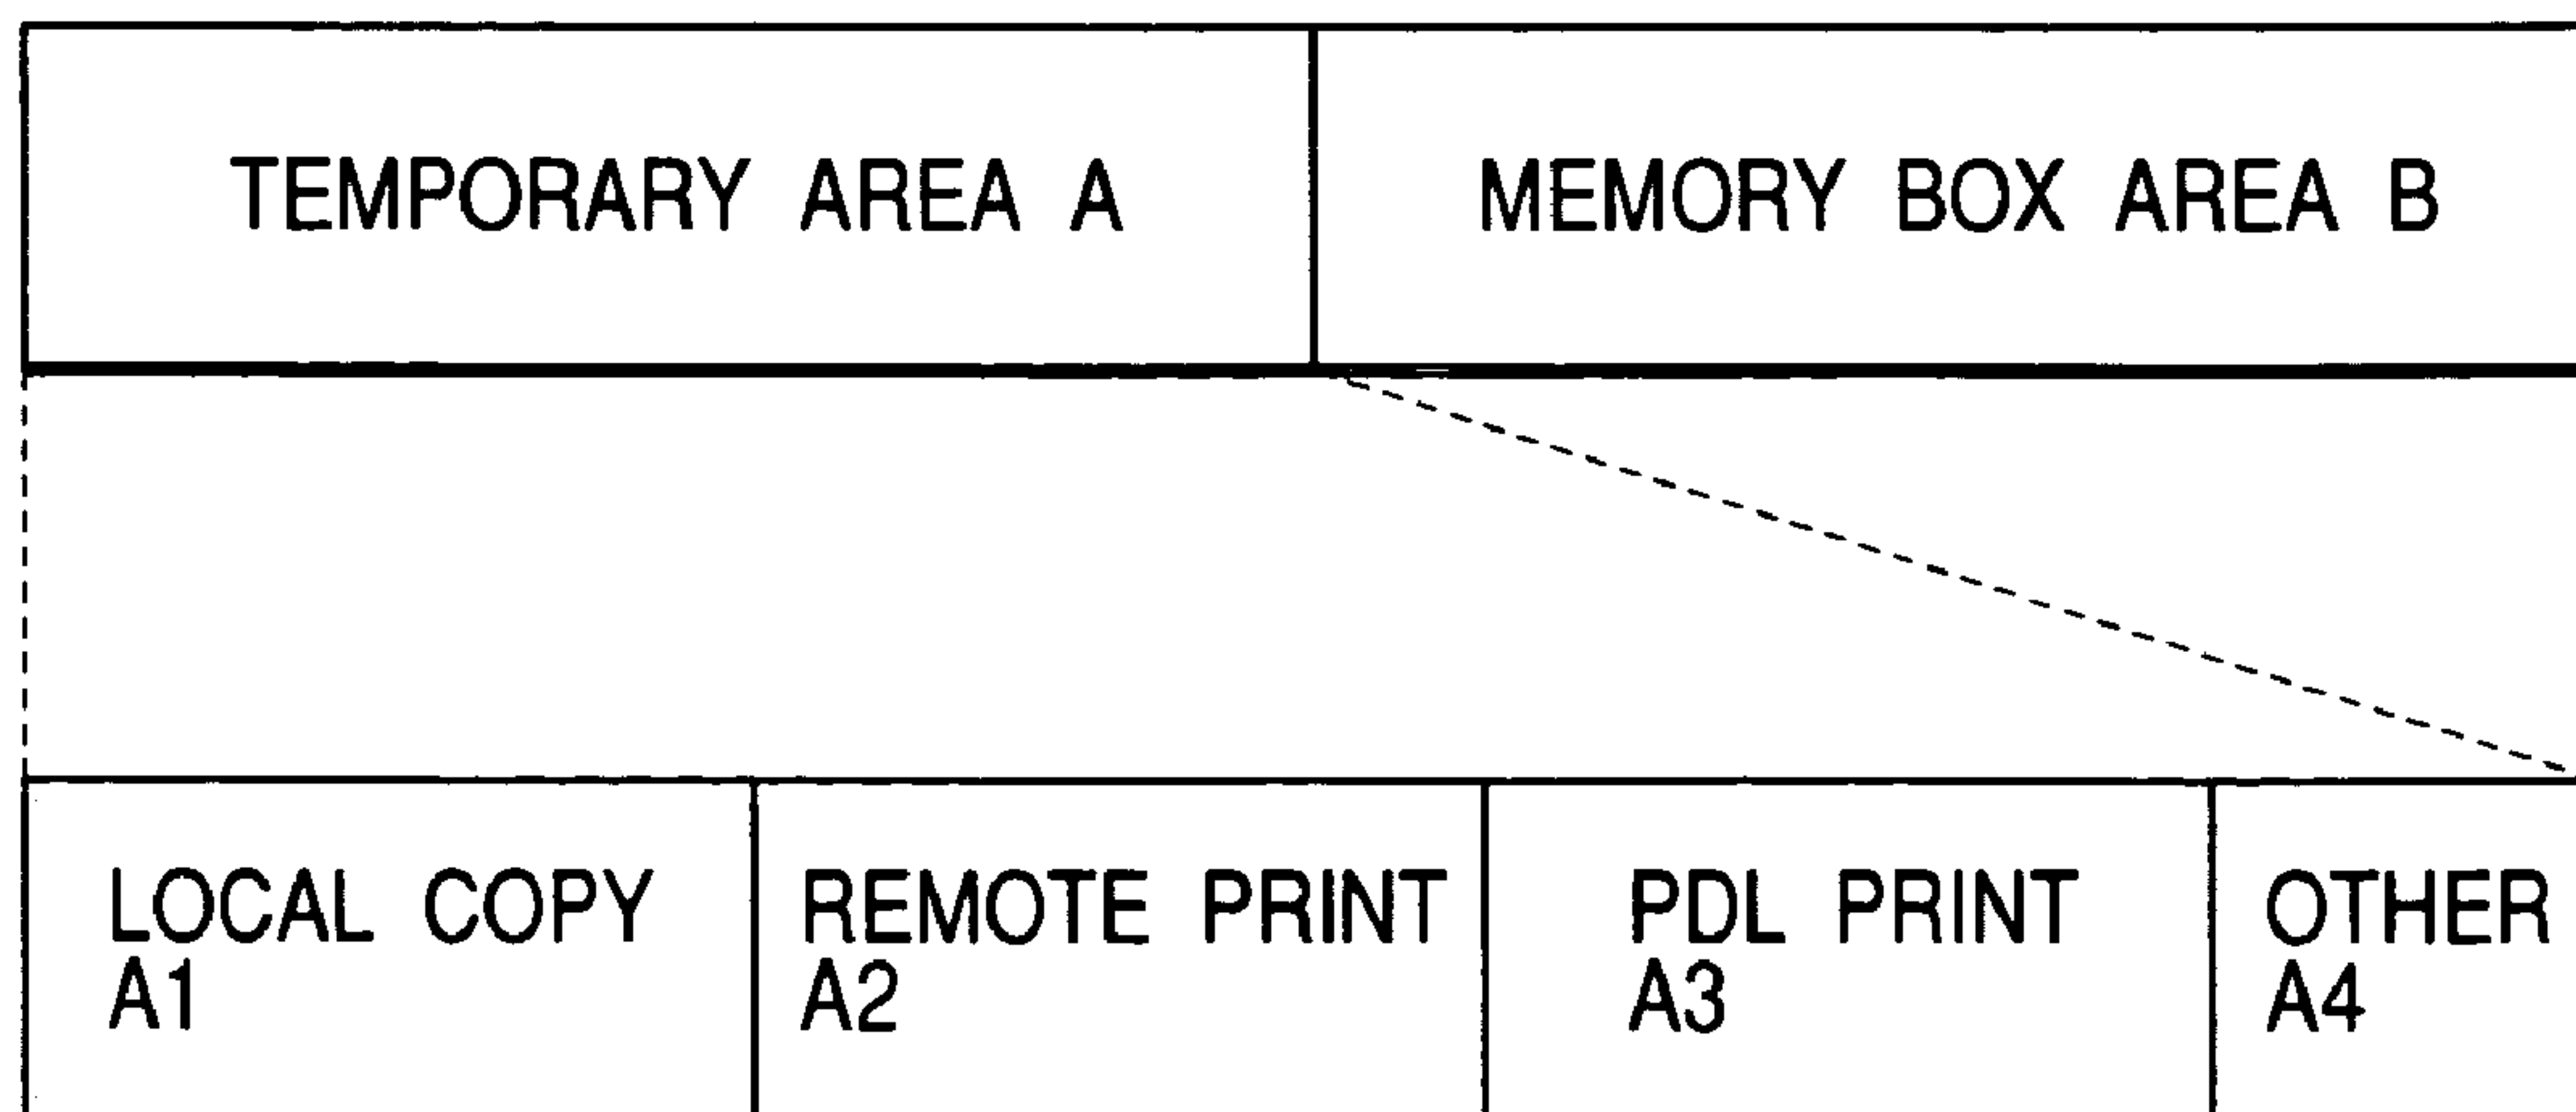 TEMPORARY AREA A
MEMORY BOX AREA B
LOCAL COPY
A1
REMOTE PRINT
A2
PDL PRINT
A3
OTHER
A4